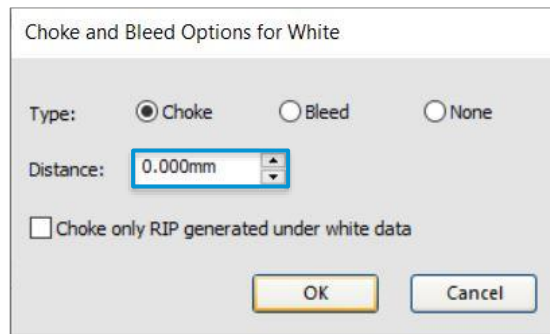 Choke and Bleed Options for White
Type: Choke Bleed None
Distance: 0.000mm
Choke only RIP generated under white data
OK Cancel